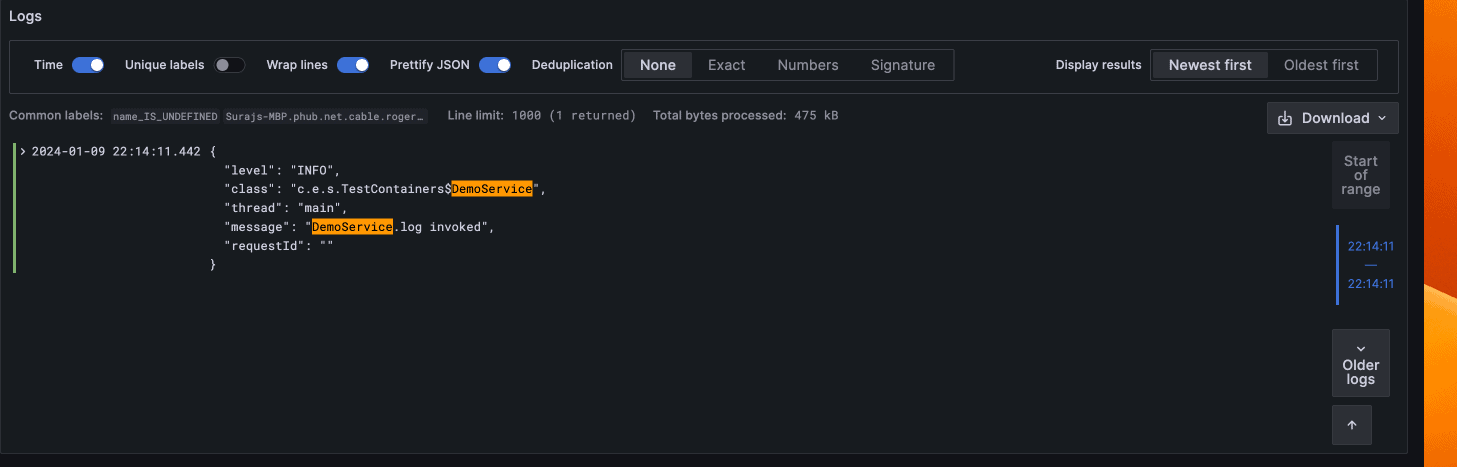 Logs
Time Unique labels Wrap lines Prettify JSON Deduplication None Exact Numbers Signature Display results Newest first Oldest first
Common labels: name_IS_UNDEFINED Surajs-MBP.phub.net.cable.roger… Line limit: 1000 (1 returned) Total bytes processed: 475 kB Download
2024-01-09 22:14:11.442 {
"level": "INFO",
"class": "c.e.s.TestContainers$DemoService",
"thread": "main",
"message": "DemoService.log invoked",
"requestId": ""
}
Start
of
range
22:14:11
—
22:14:11
Older
logs